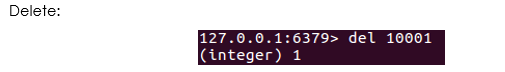 Delete:
127.0.0.1:6379> del 10001
(integer) 1